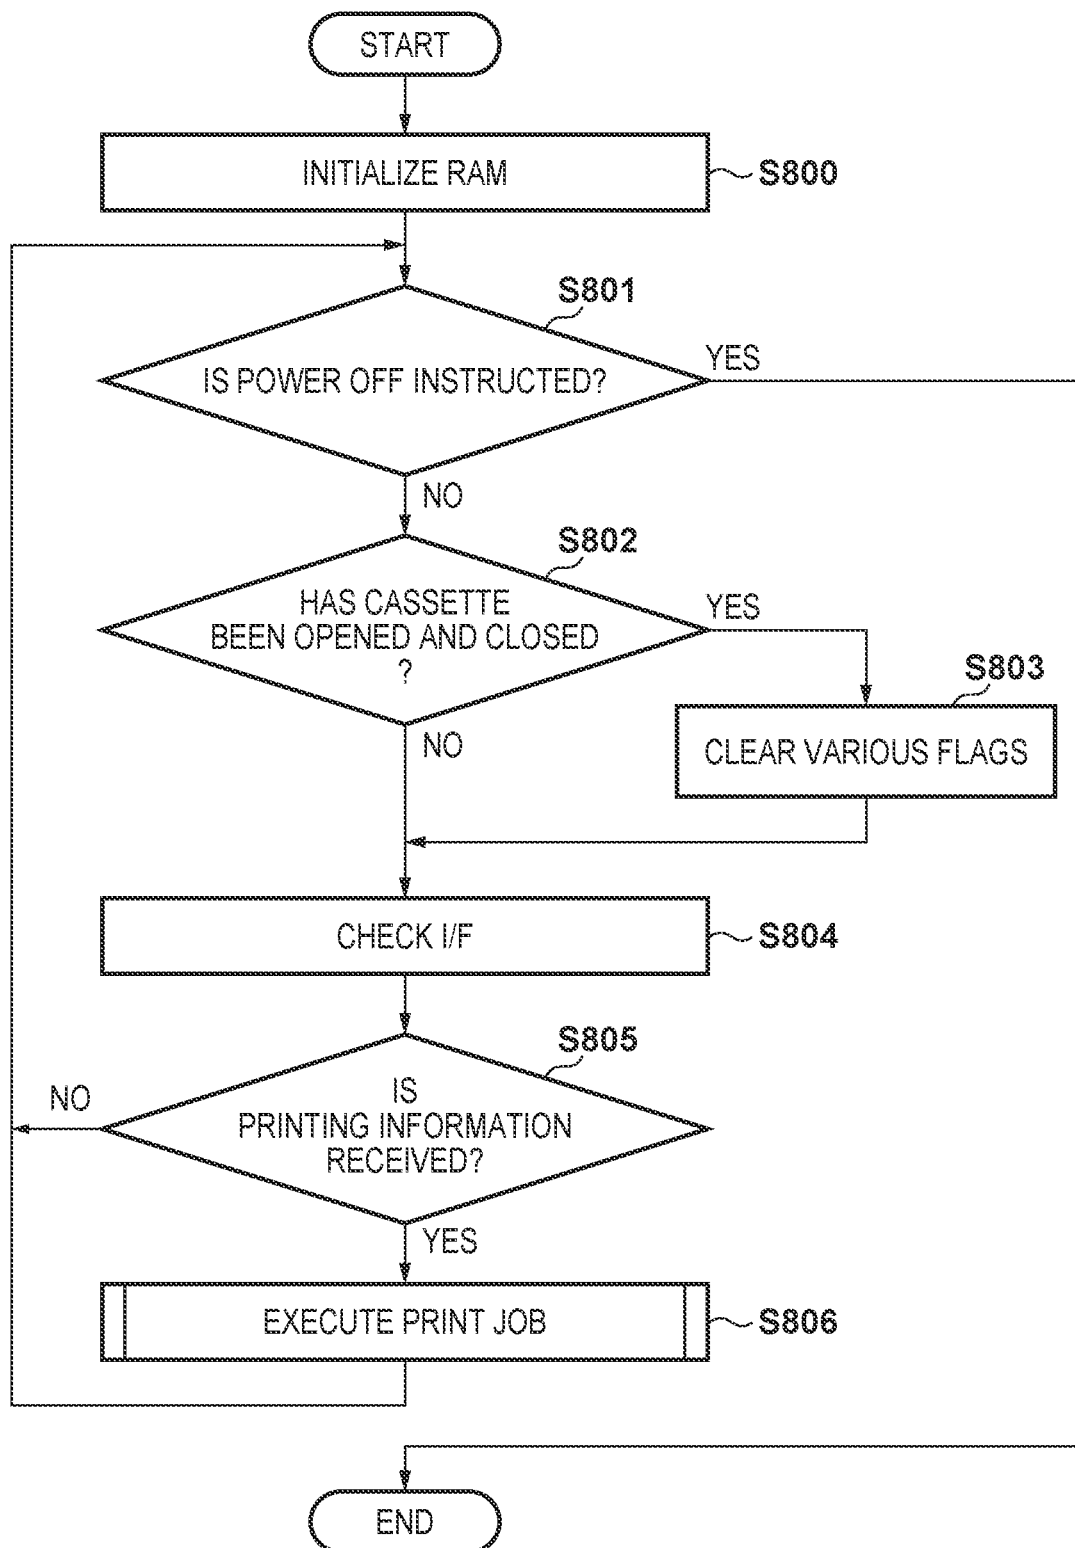 START
INITIALIZE RAM
S800
S801
IS POWER OFF INSTRUCTED?
YES
NO
S802
HAS CASSETTE
BEEN OPENED AND CLOSED
?
YES
NO
S803
CLEAR VARIOUS FLAGS
CHECK I/F
S804
S805
IS
PRINTING INFORMATION
RECEIVED?
NO
YES
EXECUTE PRINT JOB
S806
END